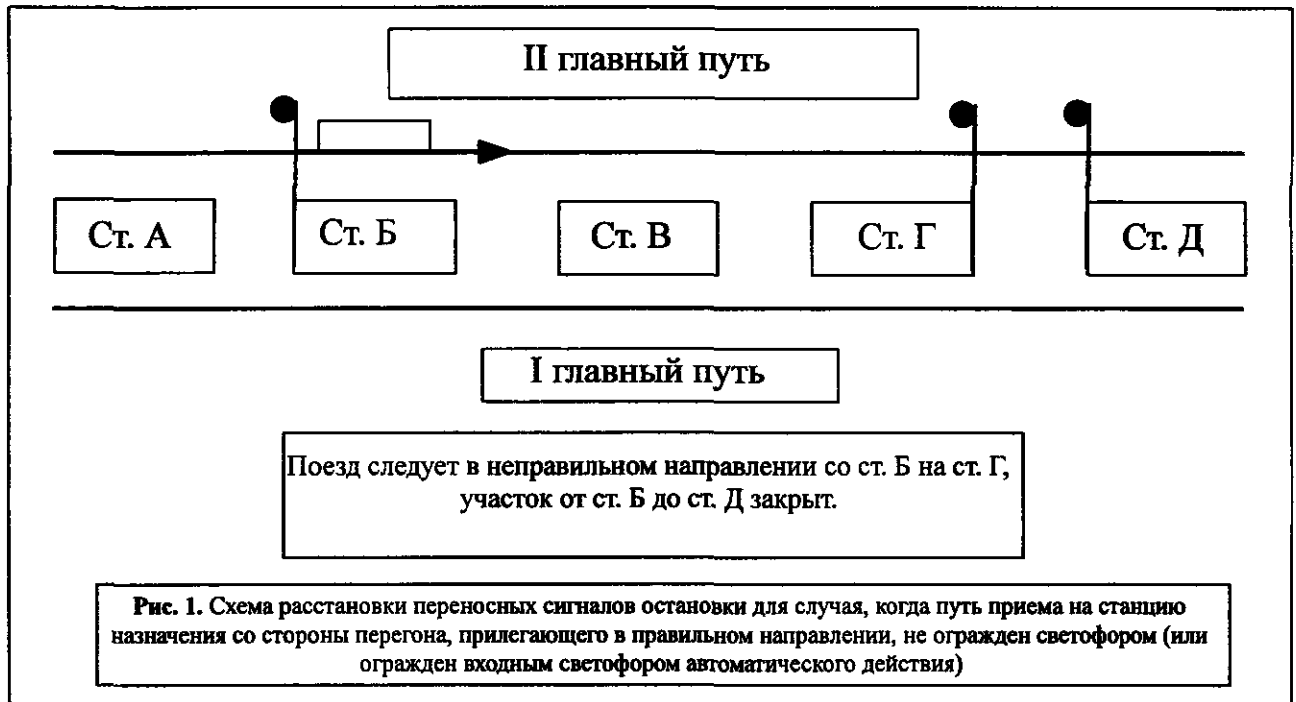 II главный путь
Ст. А
Ст. Б
Ст. В
Ст. Г
Ст. Д
I главный путь
Поезд следует в неправильном направлении со ст. Б на ст. Г,
участок от ст. Б до ст. Д закрыт.
Рис. 1. Схема расстановки переносных сигналов остановки для случая, когда путь приема на станцию
назначения со стороны перегона, прилегающего в правильном направлении, не огражден светофором (или
огражден входным светофором автоматического действия)